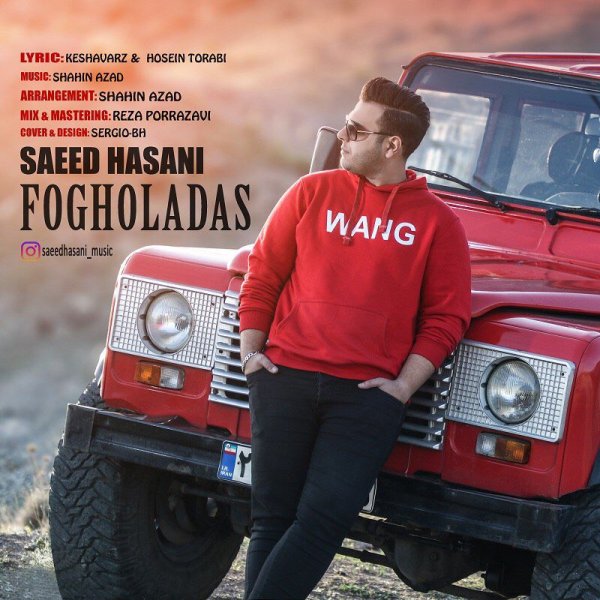 LYRIC: KESHAVARZ & HOSEIN TORABI
MUSIC: SHAHIN AZAD
ARRANGEMENT: SHAHIN AZAD
MIX & MASTERING: REZA PORRAZAVI
COVER & DESIGN: SERGIO-BH
SAEED HASANI
FOGHOLADAS
saeedhasani_music
WANG